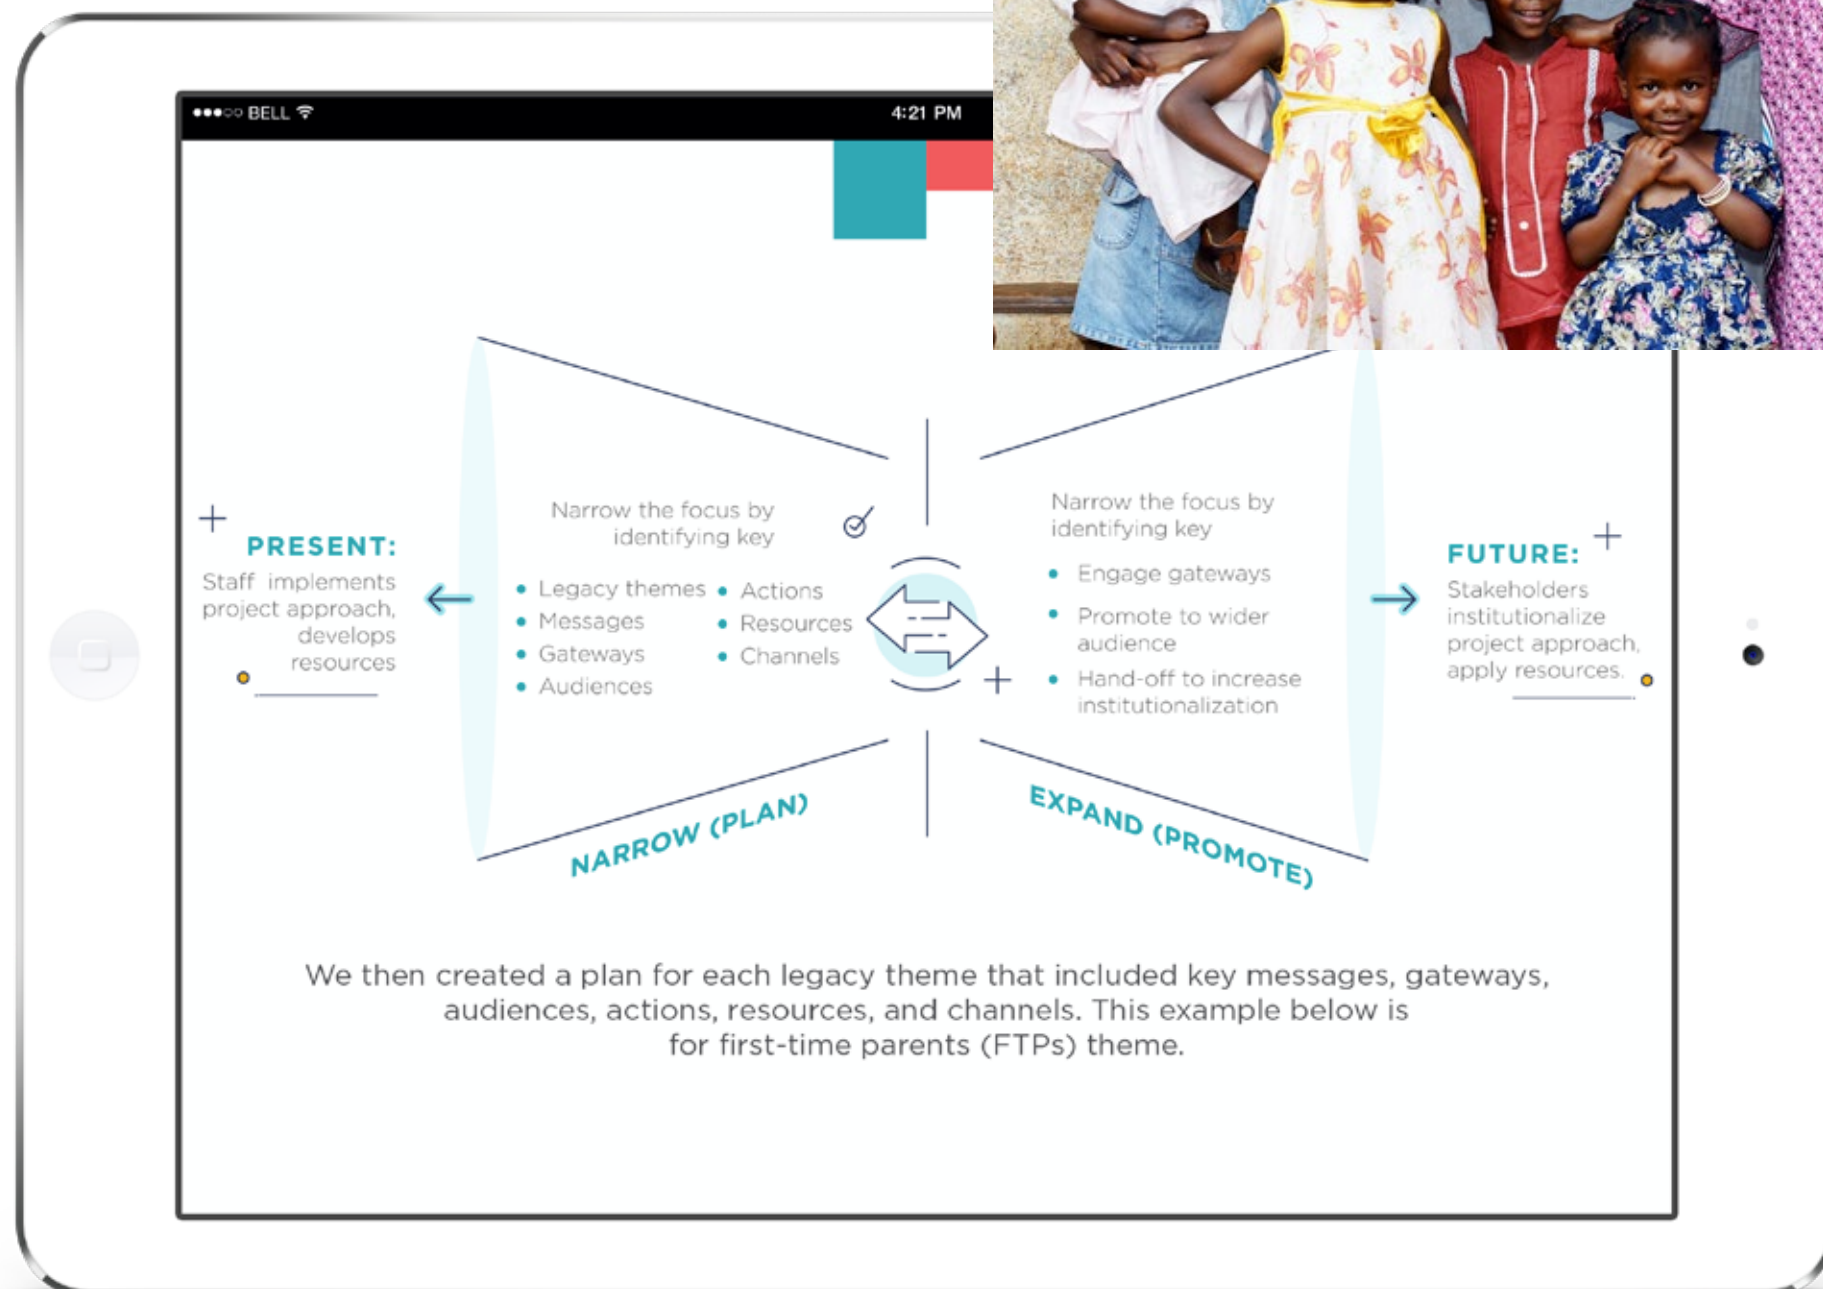 BELL
4:21 PM
PRESENT:
Staff implements
project approach,
develops
resources
Narrow the focus by
identifying key
Legacy themes
Messages
Gateways
Audiences
Actions
Resources
Channels
Narrow the focus by
identifying key
Engage gateways
Promote to wider
audience
Hand-off to increase
institutionalization
FUTURE:
Stakeholders
institutionalize
project approach,
apply resources.
NARROW (PLAN)
EXPAND (PROMOTE)
We then created a plan for each legacy theme that included key messages, gateways,
audiences, actions, resources, and channels. This example below is
for first-time parents (FTPs) theme.